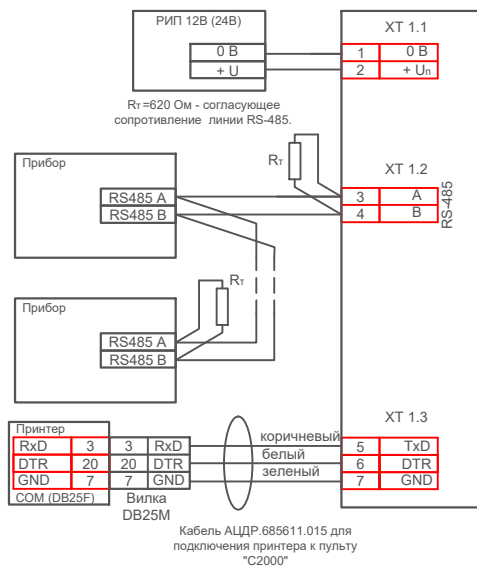 РИП 12В (24В)
0 В
+ U
XT 1.1
1 0 В
2 + Uп
Rт=620 Ом - согласующее
сопротивление линии RS-485.
Rт
Прибор
RS485 A
RS485 B
XT 1.2
3 A
4 B
RS-485
Прибор
Rт
RS485 A
RS485 B
XT 1.3
Принтер
RxD 3 3 RxD
DTR 20 20 DTR
GND 7 7 GND
COM (DB25F)
Вилка
DB25M
коричневый
белый
зеленый
5 TxD
6 DTR
7 GND
Кабель АЦДР.685611.015 для
подключения принтера к пульту
"С2000"